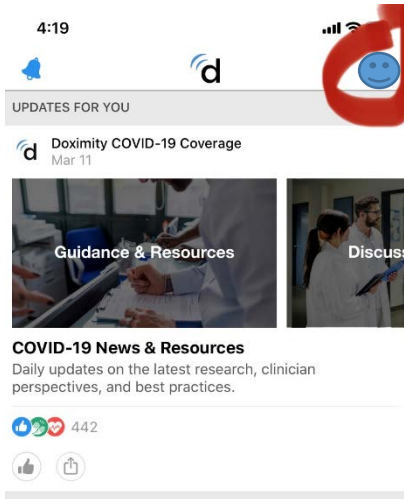 4:19
d
UPDATES FOR YOU
d
Doximity COVID-19 Coverage
Mar 11
Guidance & Resources
Discuss
COVID-19 News & Resources
Daily updates on the latest research, clinician
perspectives, and best practices.
442